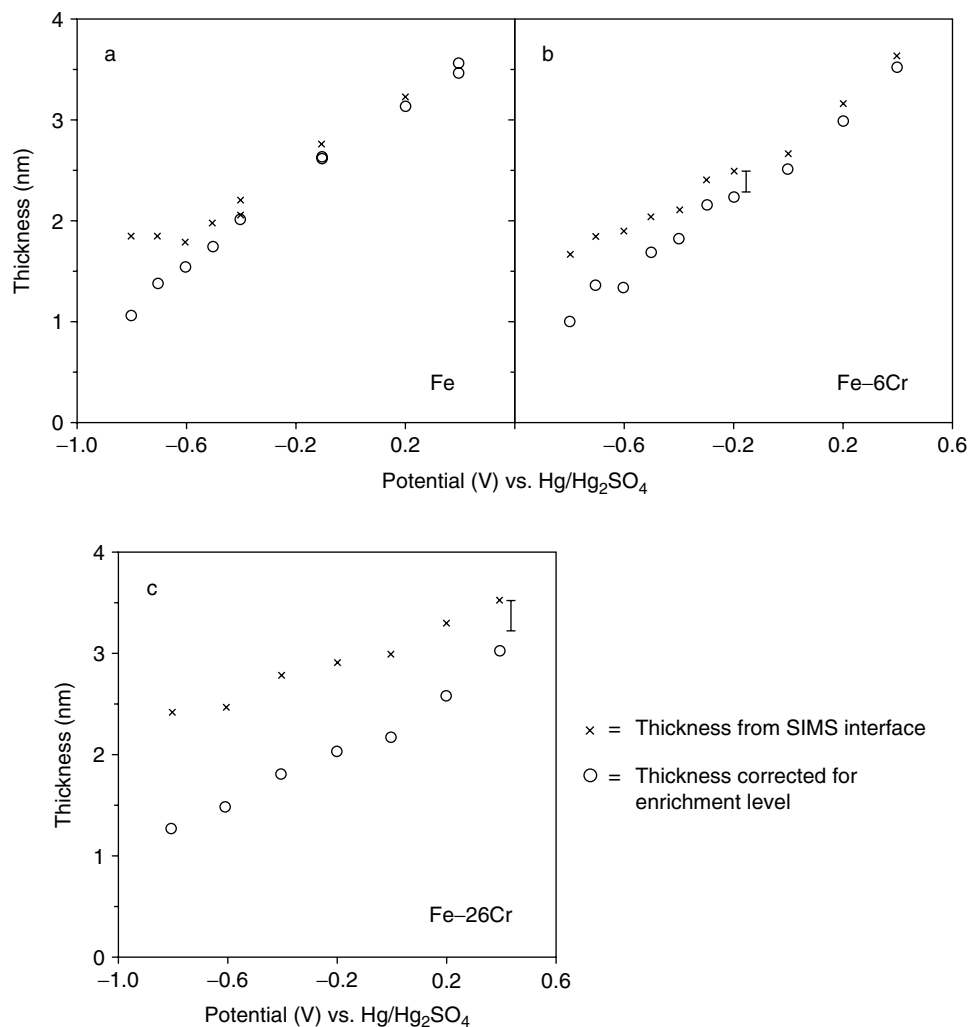 4
3
2
1
0
Thickness (nm)
a
b
Fe
Fe–6Cr
−1.0 −0.6 −0.2 0.2 −0.6 −0.2 0.2 0.6
Potential (V) vs. Hg/Hg₂SO₄
4
3
2
1
0
Thickness (nm)
c
Fe–26Cr
−1.0 −0.6 −0.2 0.2 0.6
Potential (V) vs. Hg/Hg₂SO₄
× = Thickness from SIMS interface
○ = Thickness corrected for
enrichment level